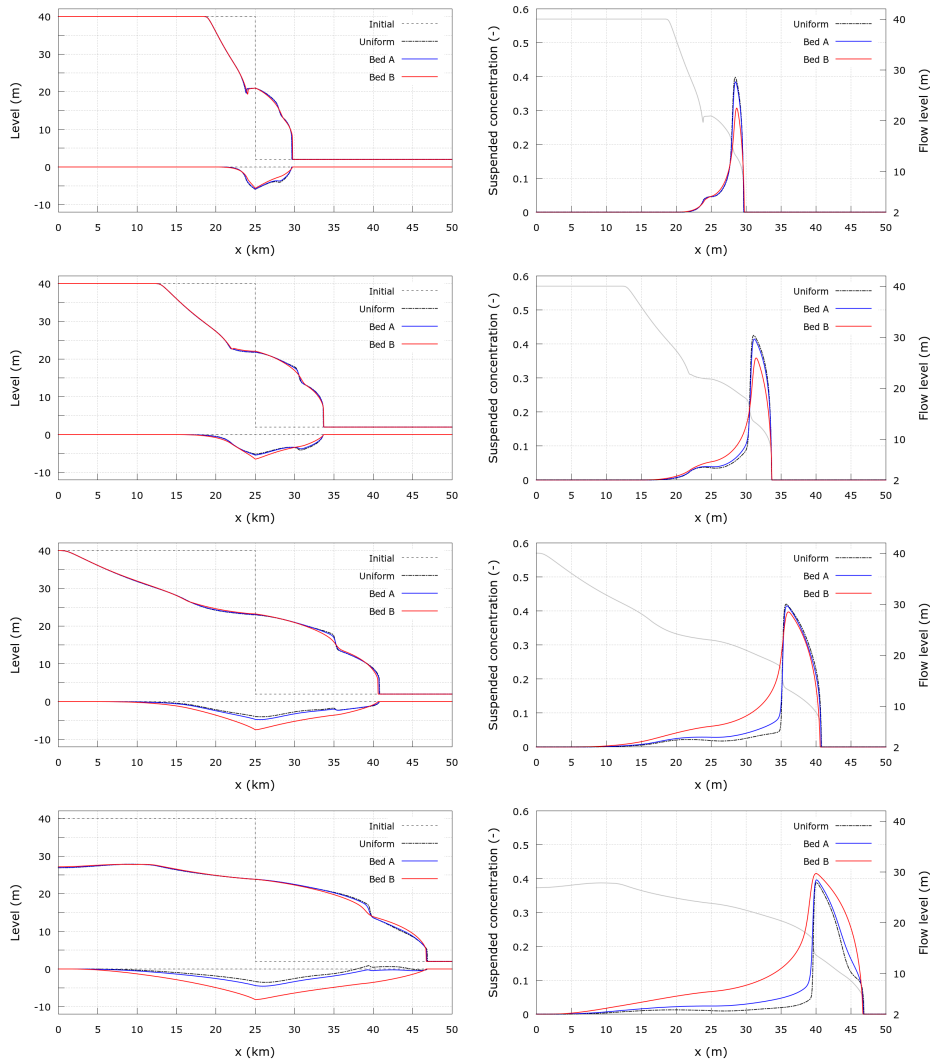 Level (m)
40
30
20
10
0
-10
Initial
Uniform
Bed A
Bed B
0 5 10 15 20 25 30 35 40 45 50
x (km)
Suspended concentration (-)
0.6
0.5
0.4
0.3
0.2
0.1
0
Uniform
Bed A
Bed B
40
30
20
10
2
Flow level (m)
0 5 10 15 20 25 30 35 40 45 50
x (m)
Level (m)
40
30
20
10
0
-10
Initial
Uniform
Bed A
Bed B
0 5 10 15 20 25 30 35 40 45 50
x (km)
Suspended concentration (-)
0.6
0.5
0.4
0.3
0.2
0.1
0
Uniform
Bed A
Bed B
40
30
20
10
2
Flow level (m)
0 5 10 15 20 25 30 35 40 45 50
x (m)
Level (m)
40
30
20
10
0
-10
Initial
Uniform
Bed A
Bed B
0 5 10 15 20 25 30 35 40 45 50
x (km)
Suspended concentration (-)
0.6
0.5
0.4
0.3
0.2
0.1
0
Uniform
Bed A
Bed B
40
30
20
10
2
Flow level (m)
0 5 10 15 20 25 30 35 40 45 50
x (m)
Level (m)
40
30
20
10
0
-10
Initial
Uniform
Bed A
Bed B
0 5 10 15 20 25 30 35 40 45 50
x (km)
Suspended concentration (-)
0.6
0.5
0.4
0.3
0.2
0.1
0
Uniform
Bed A
Bed B
40
30
20
10
2
Flow level (m)
0 5 10 15 20 25 30 35 40 45 50
x (m)